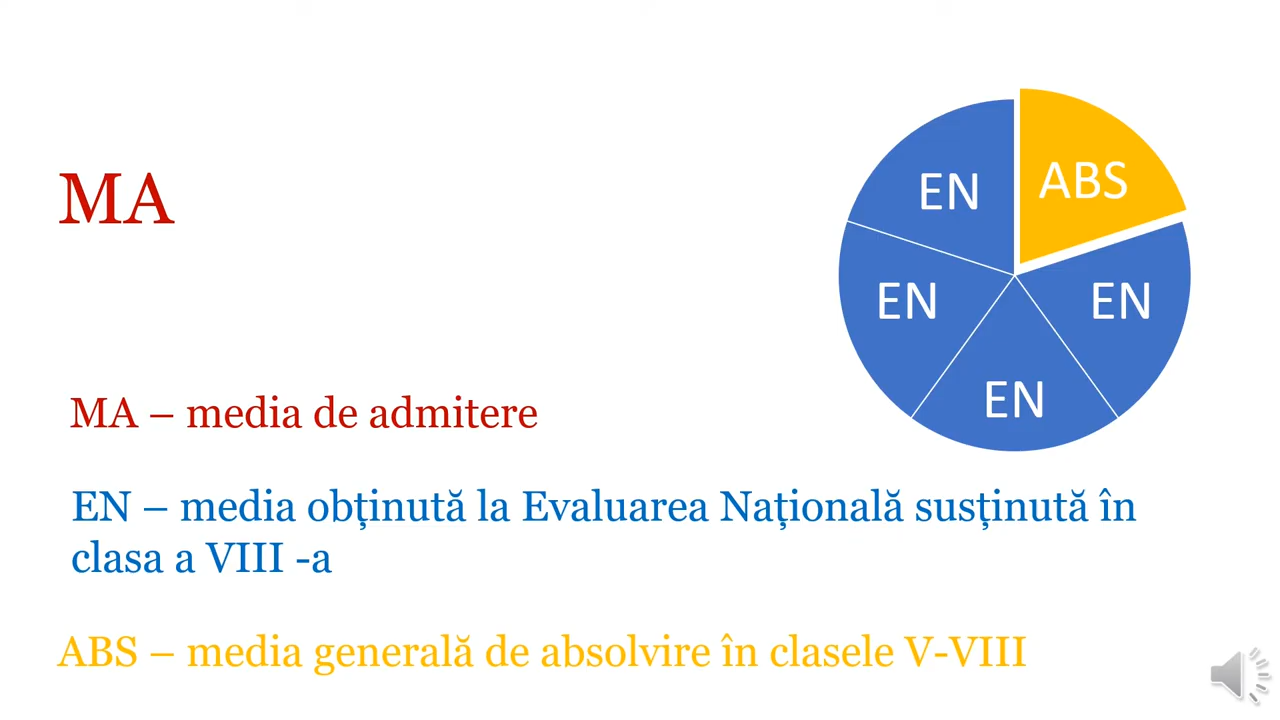 MA
EN
ABS
EN
EN
EN
MA – media de admitere
EN – media obținută la Evaluarea Națională susținută în
clasa a VIII -a
ABS – media generală de absolvire în clasele V-VIII